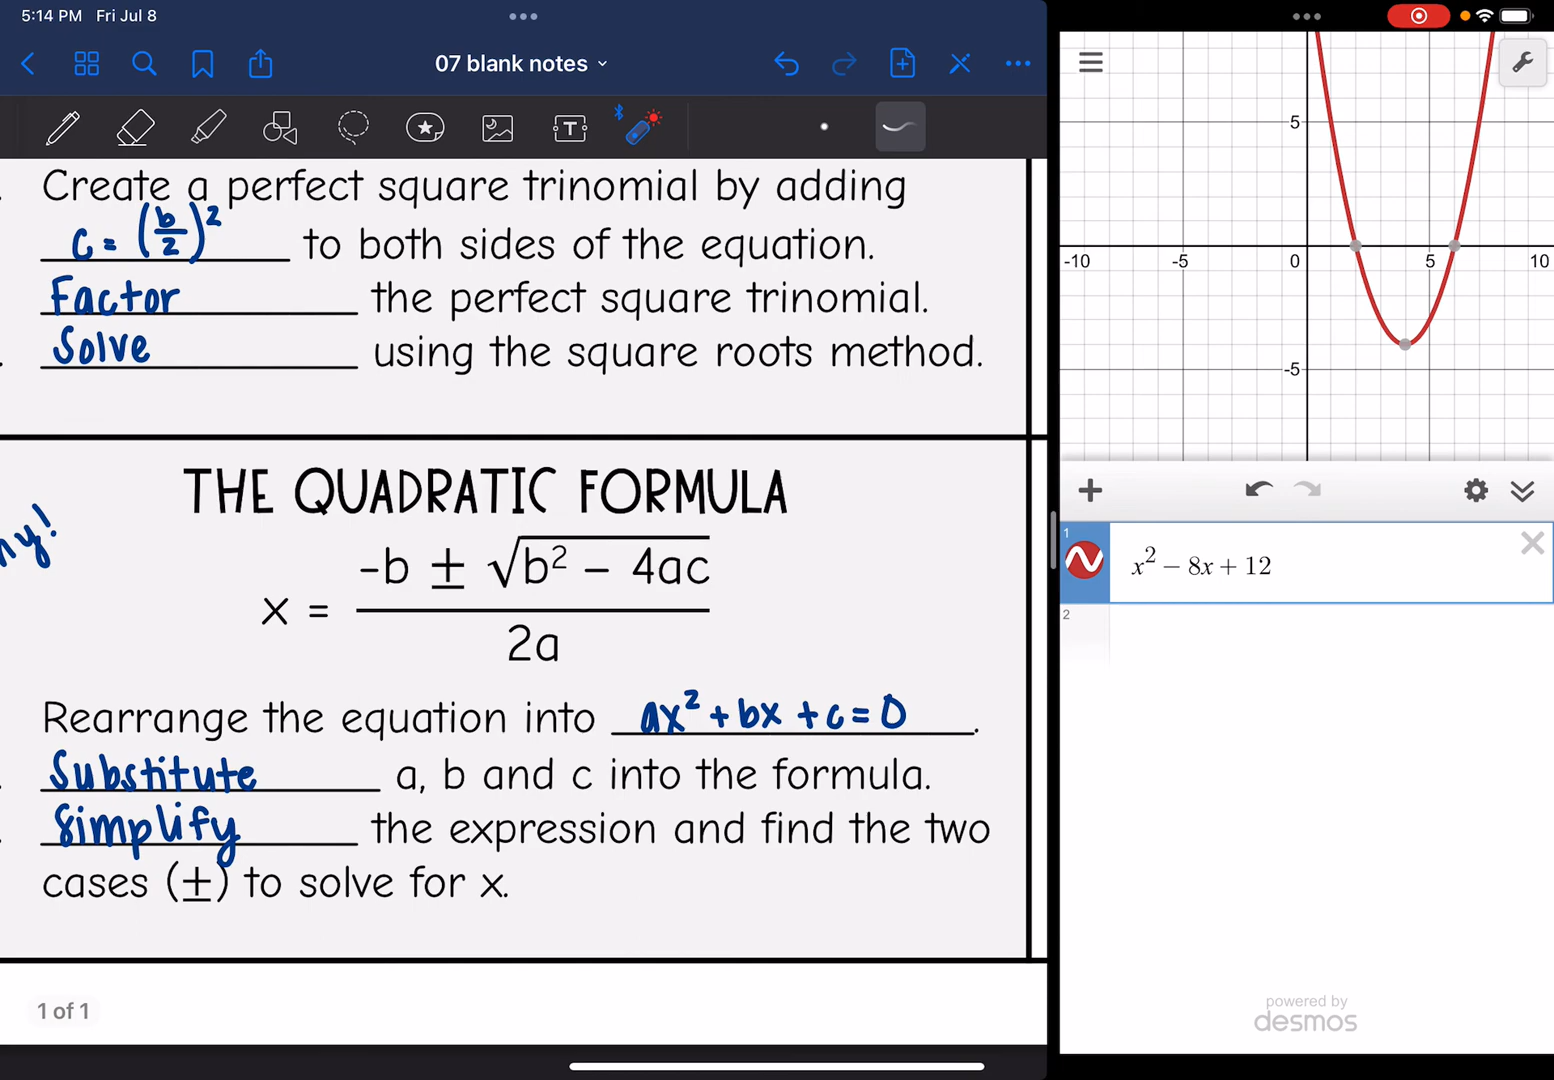 5:14 PM Fri Jul 8
07 blank notes
T
Create a perfect square trinomial by adding
c = (b/2)² to both sides of the equation.
Factor the perfect square trinomial.
Solve using the square roots method.
THE QUADRATIC FORMULA
x = (-b ± √(b² – 4ac)) / 2a
Rearrange the equation into ax² + bx + c = 0.
Substitute a, b and c into the formula.
Simplify the expression and find the two
cases (±) to solve for x.
1 of 1
5
-10 -5 0 5 10
-5
1
x² − 8x + 12
2
powered by
desmos